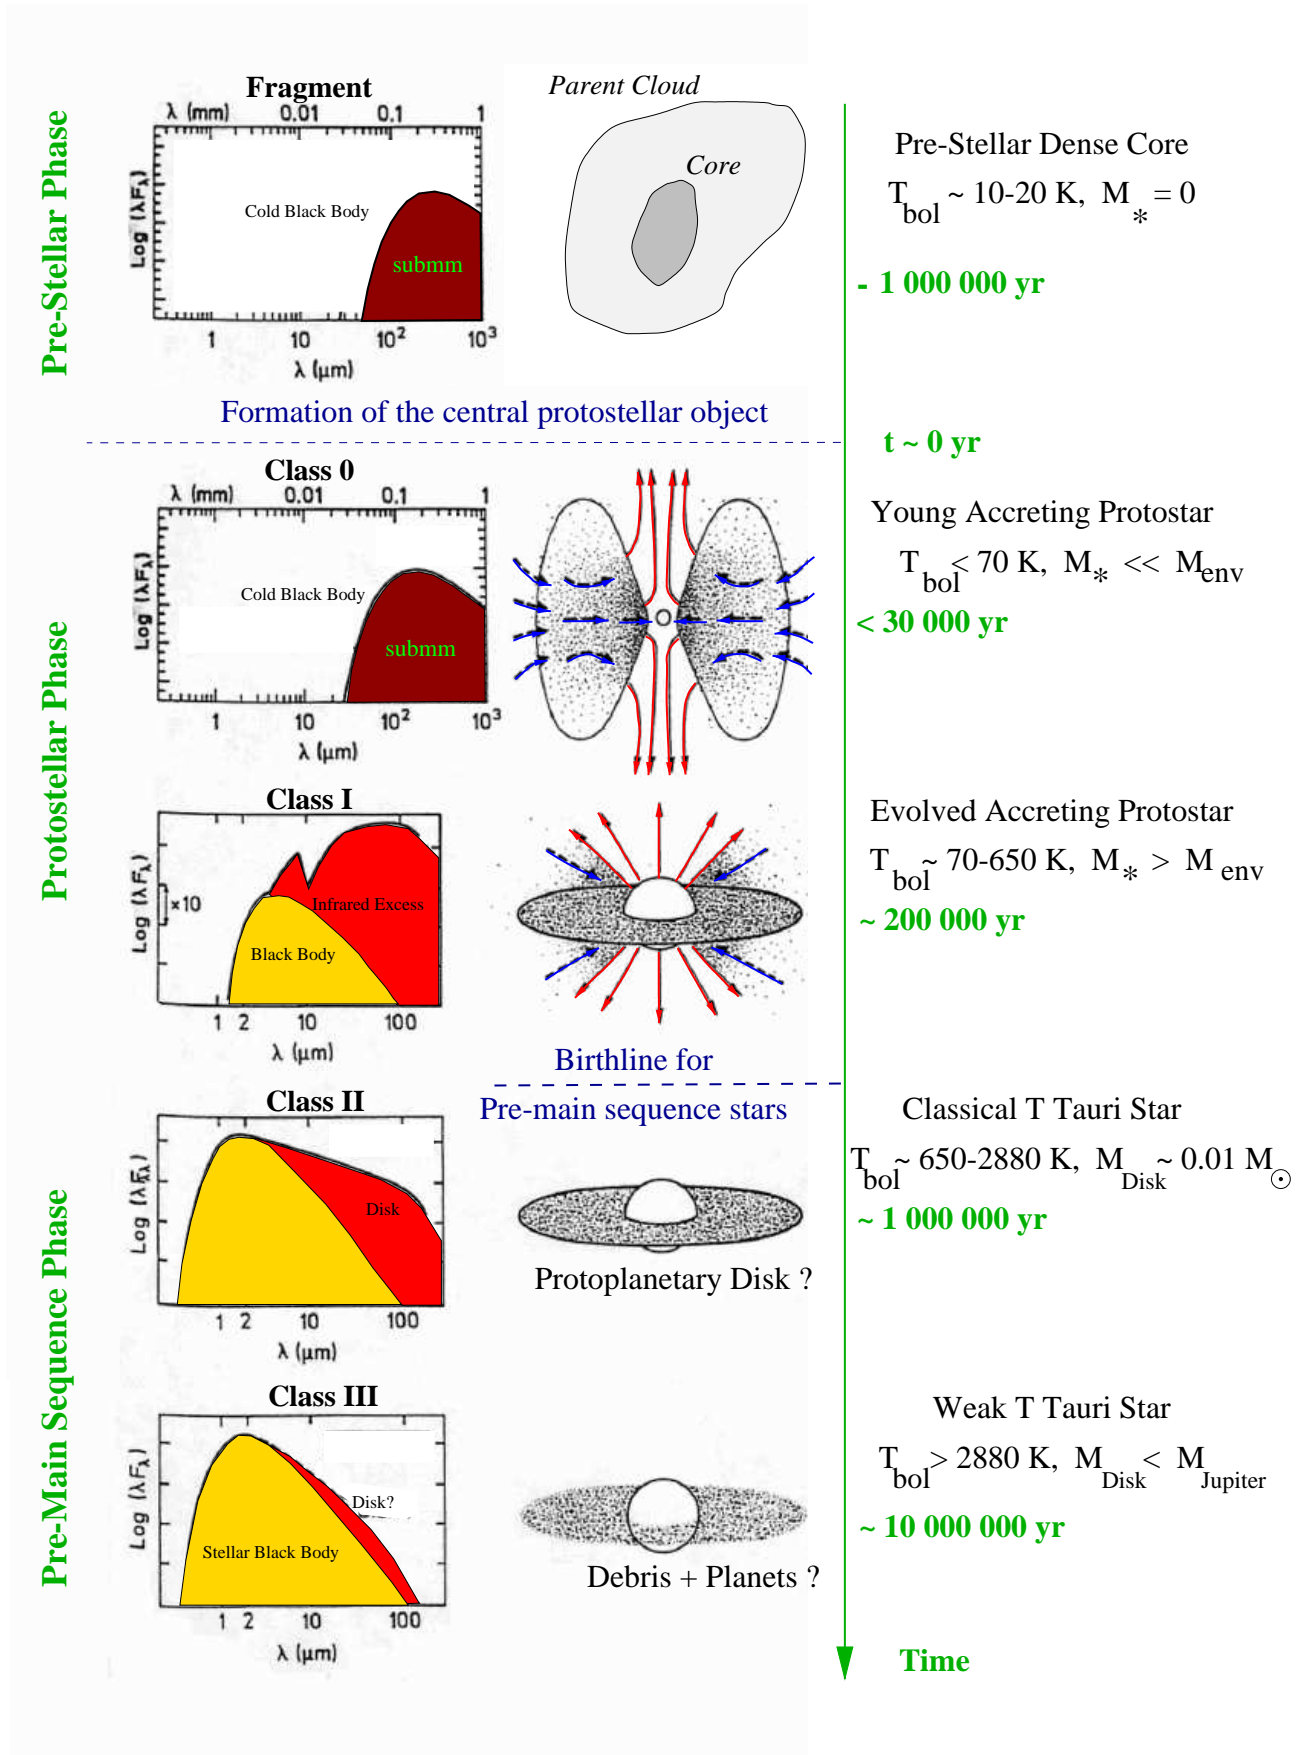 Pre-Stellar Phase
Fragment
λ (mm) 0.01 0.1 1
Log (λFλ)
Cold Black Body
submm
1 10 10² 10³
λ (μm)
Parent Cloud
Core
Pre-Stellar Dense Core
T_bol ~ 10-20 K, M_* = 0
- 1 000 000 yr
Formation of the central protostellar object
t ~ 0 yr
Protostellar Phase
Class 0
λ (mm) 0.01 0.1 1
Log (λFλ)
Cold Black Body
submm
1 10 10² 10³
λ (μm)
Young Accreting Protostar
T_bol < 70 K, M_* << M_env
< 30 000 yr
Class I
Log (λFλ)
×10
Infrared Excess
Black Body
1 2 10 100
λ (μm)
Evolved Accreting Protostar
T_bol ~ 70-650 K, M_* > M_env
~ 200 000 yr
Birthline for
Pre-main sequence stars
Pre-Main Sequence Phase
Class II
Log (λFλ)
Disk
1 2 10 100
λ (μm)
Protoplanetary Disk ?
Classical T Tauri Star
T_bol ~ 650-2880 K, M_Disk ~ 0.01 M_☉
~ 1 000 000 yr
Class III
Log (λFλ)
Disk?
Stellar Black Body
1 2 10 100
λ (μm)
Debris + Planets ?
Weak T Tauri Star
T_bol > 2880 K, M_Disk < M_Jupiter
~ 10 000 000 yr
Time